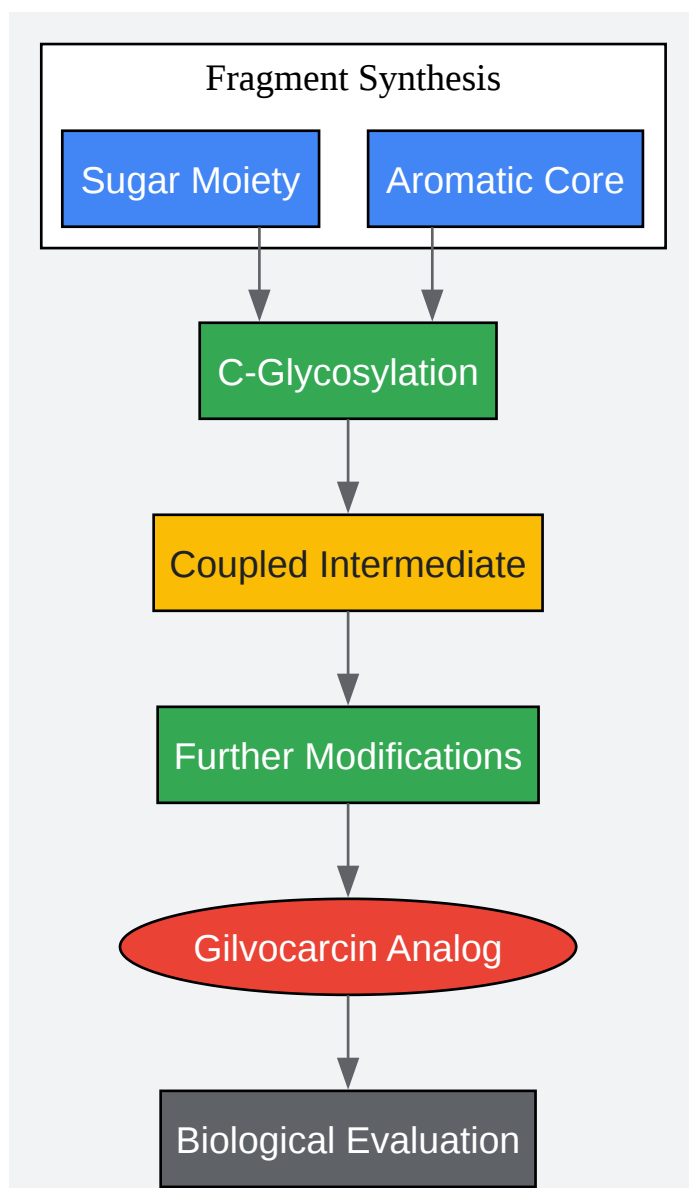 Fragment Synthesis
Sugar Moiety
Aromatic Core
C-Glycosylation
Coupled Intermediate
Further Modifications
Gilvocarcin Analog
Biological Evaluation